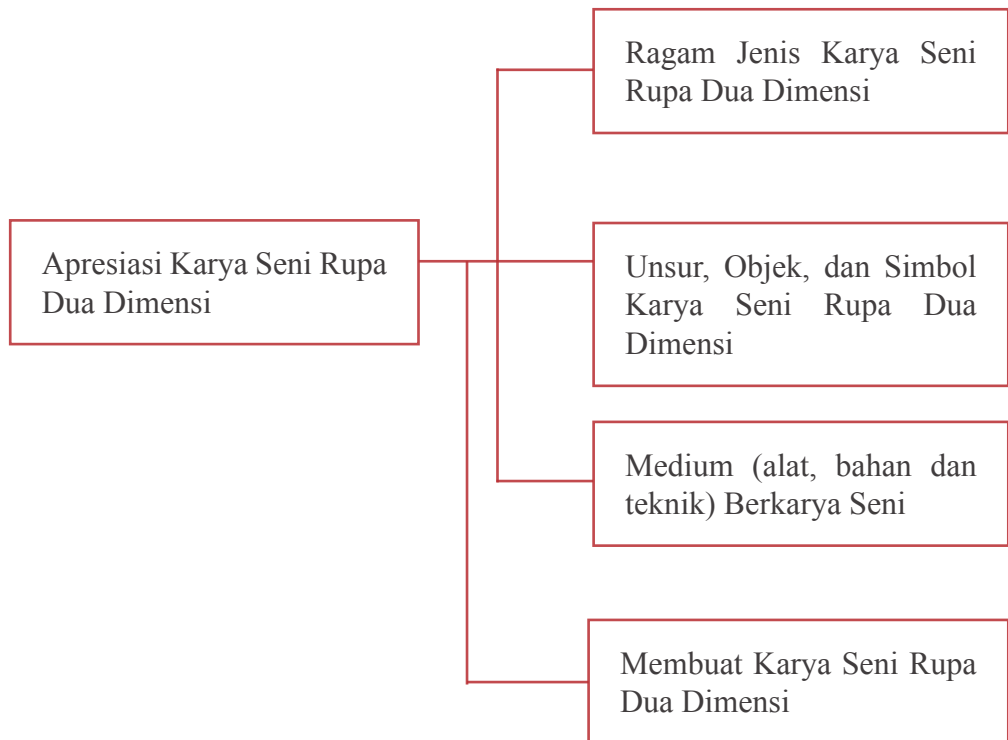 Apresiasi Karya Seni Rupa
Dua Dimensi
Ragam Jenis Karya Seni
Rupa Dua Dimensi
Unsur, Objek, dan Simbol
Karya Seni Rupa Dua
Dimensi
Medium (alat, bahan dan
teknik) Berkarya Seni
Membuat Karya Seni Rupa
Dua Dimensi